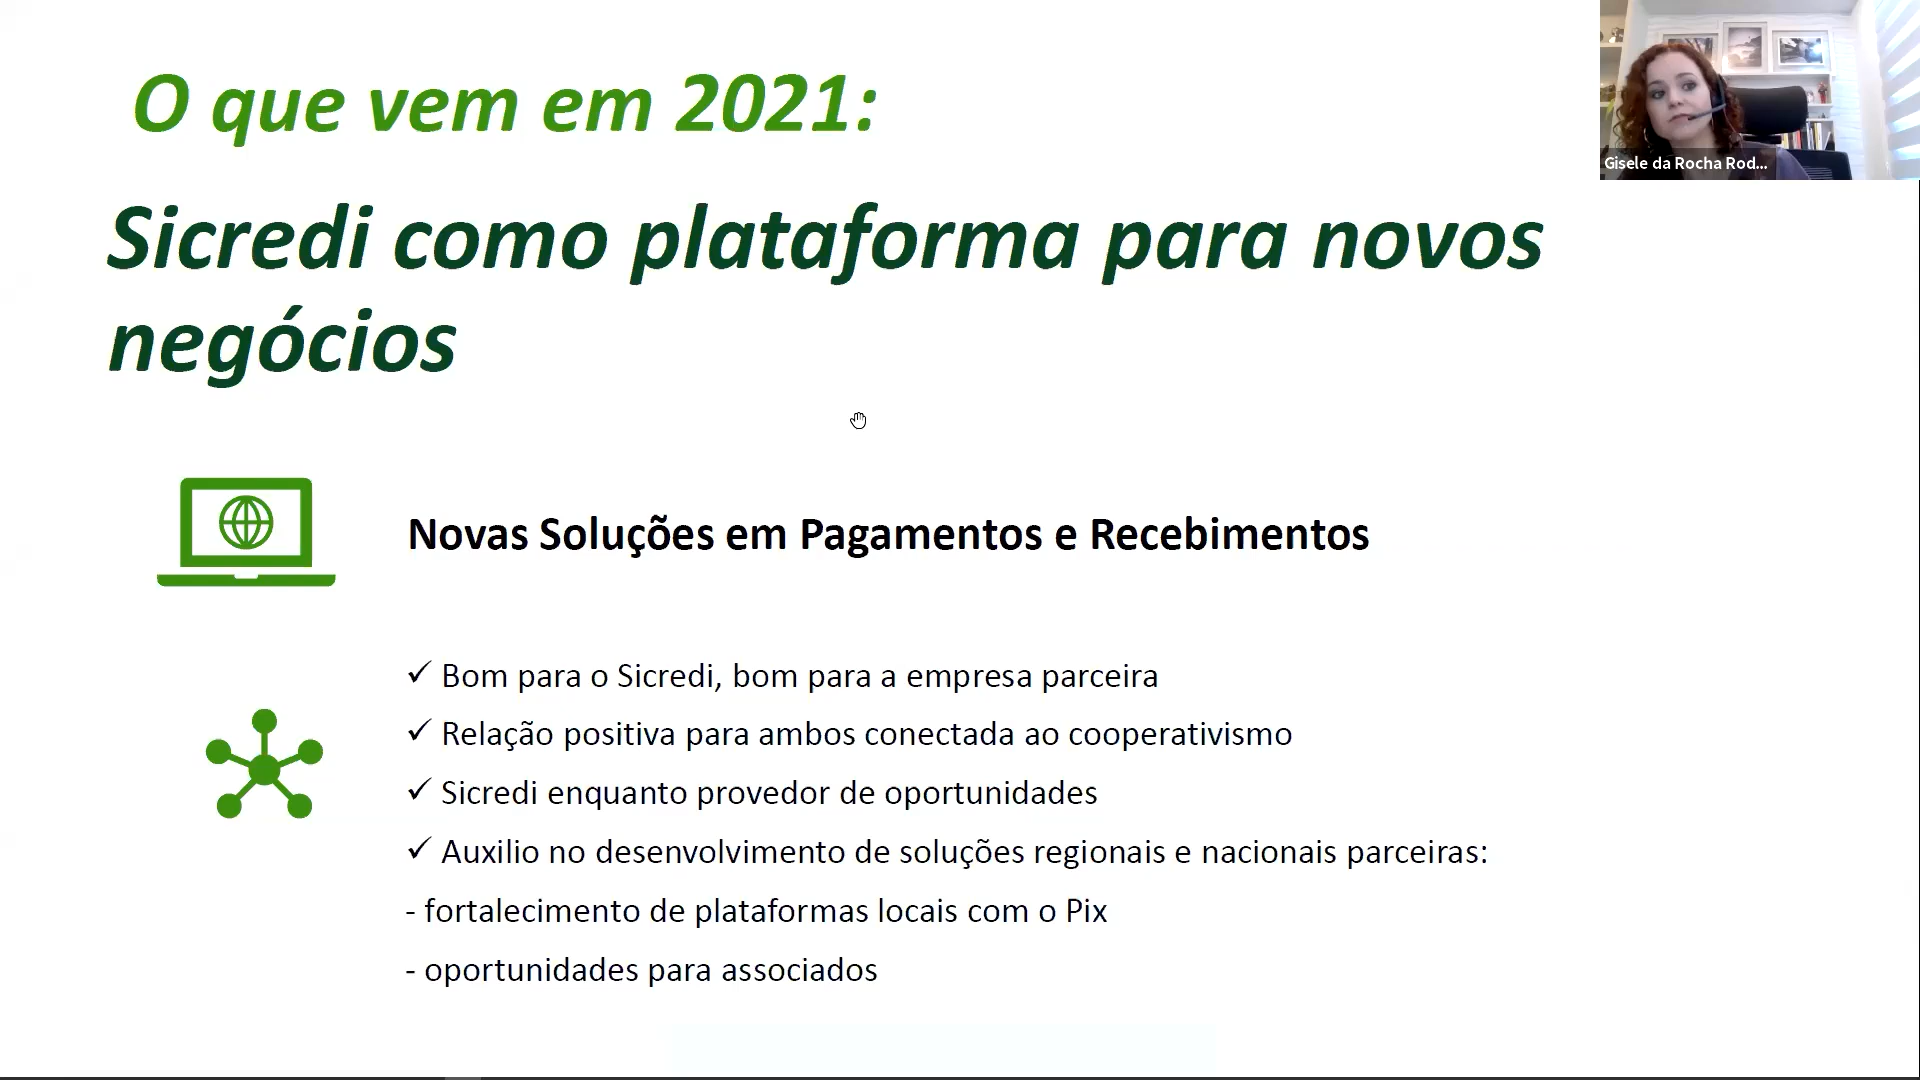 O que vem em 2021:
Sicredi como plataforma para novos
negócios
Gisele da Rocha Rod...
Novas Soluções em Pagamentos e Recebimentos
✓ Bom para o Sicredi, bom para a empresa parceira
✓ Relação positiva para ambos conectada ao cooperativismo
✓ Sicredi enquanto provedor de oportunidades
✓ Auxilio no desenvolvimento de soluções regionais e nacionais parceiras:
- fortalecimento de plataformas locais com o Pix
- oportunidades para associados